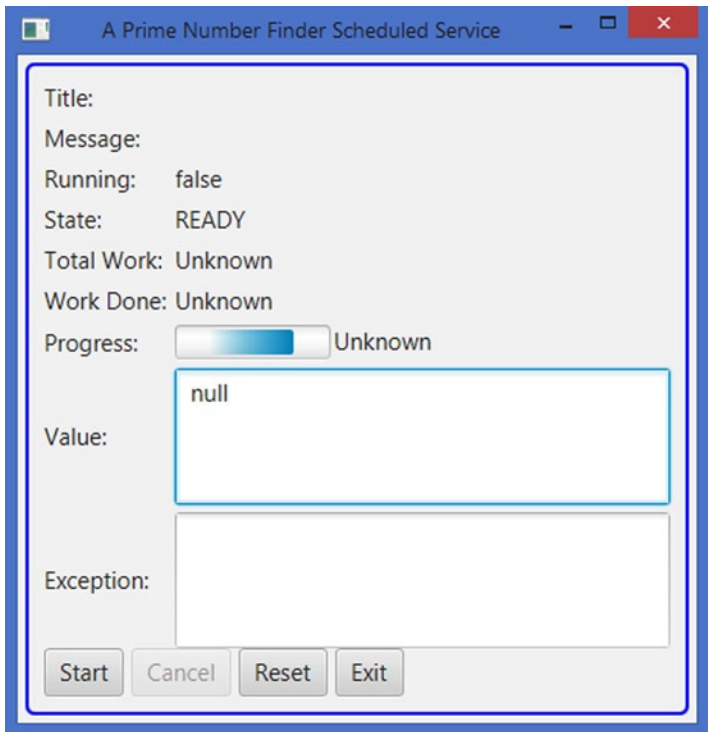 A Prime Number Finder Scheduled Service
Title:
Message:
Running: false
State: READY
Total Work: Unknown
Work Done: Unknown
Progress: Unknown
Value: null
Exception:
Start Cancel Reset Exit